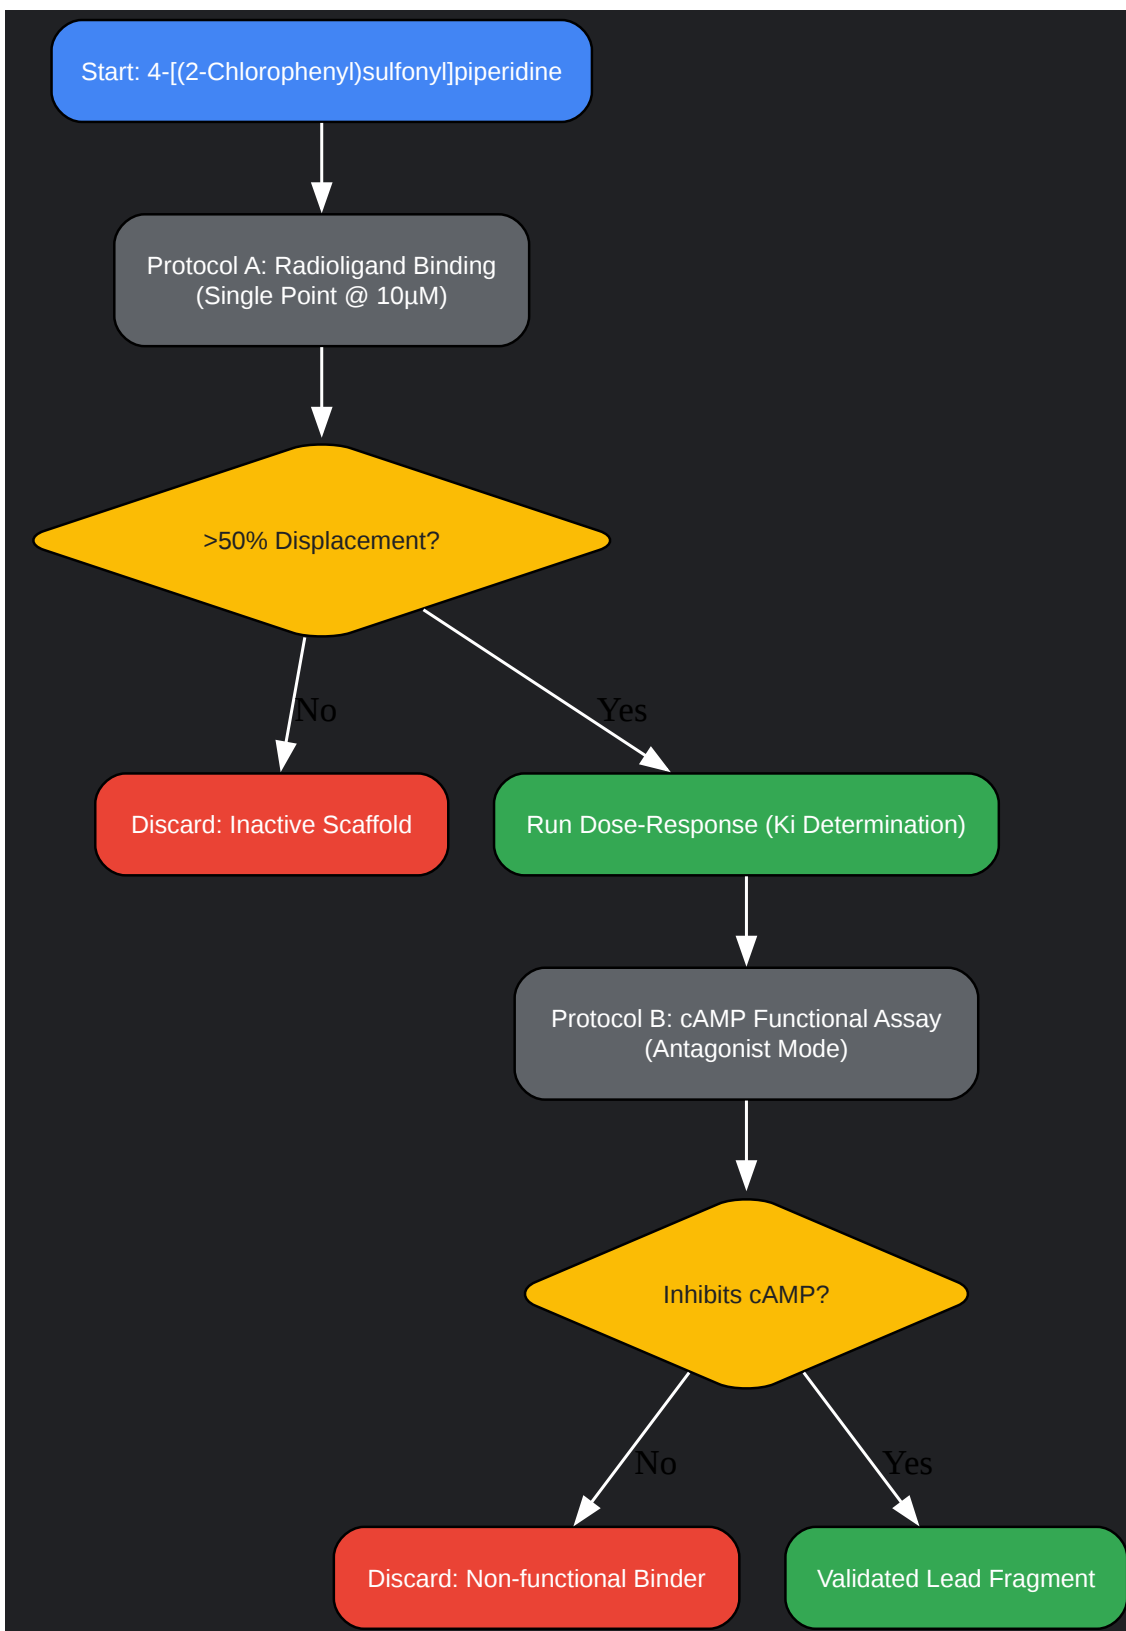 Start: 4-[(2-Chlorophenyl)sulfonyl]piperidine
Protocol A: Radioligand Binding
(Single Point @ 10µM)
>50% Displacement?
No
Yes
Discard: Inactive Scaffold
Run Dose-Response (Ki Determination)
Protocol B: cAMP Functional Assay
(Antagonist Mode)
Inhibits cAMP?
No
Yes
Discard: Non-functional Binder
Validated Lead Fragment